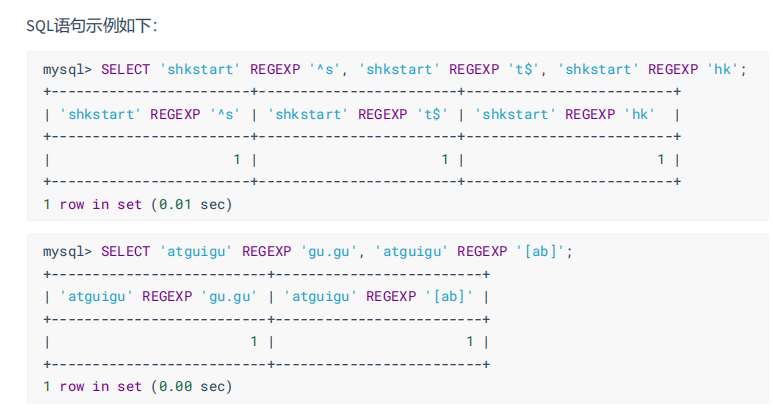 SQL语句示例如下：
mysql> SELECT 'shkstart' REGEXP '^s', 'shkstart' REGEXP 't$', 'shkstart' REGEXP 'hk';
+------------------------+------------------------+-------------------------+
| 'shkstart' REGEXP '^s' | 'shkstart' REGEXP 't$' | 'shkstart' REGEXP 'hk'  |
+------------------------+------------------------+-------------------------+
|                      1 |                      1 |                       1 |
+------------------------+------------------------+-------------------------+
1 row in set (0.01 sec)
mysql> SELECT 'atguigu' REGEXP 'gu.gu', 'atguigu' REGEXP '[ab]';
+--------------------------+-------------------------+
| 'atguigu' REGEXP 'gu.gu' | 'atguigu' REGEXP '[ab]' |
+--------------------------+-------------------------+
|                        1 |                       1 |
+--------------------------+-------------------------+
1 row in set (0.00 sec)